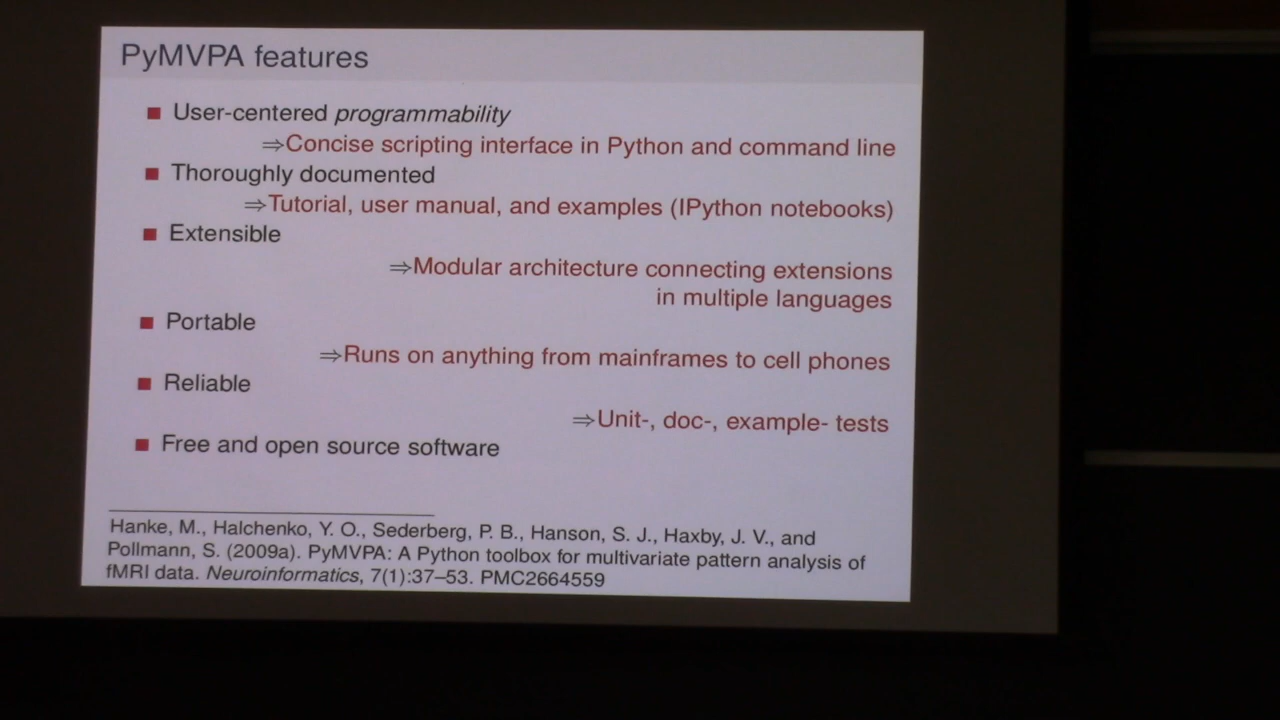 PyMVPA features
■ User-centered programmability
⇒Concise scripting interface in Python and command line
■ Thoroughly documented
⇒Tutorial, user manual, and examples (IPython notebooks)
■ Extensible
⇒Modular architecture connecting extensions
in multiple languages
■ Portable
⇒Runs on anything from mainframes to cell phones
■ Reliable
⇒Unit-, doc-, example- tests
■ Free and open source software
Hanke, M., Halchenko, Y. O., Sederberg, P. B., Hanson, S. J., Haxby, J. V., and
Pollmann, S. (2009a). PyMVPA: A Python toolbox for multivariate pattern analysis of
fMRI data. Neuroinformatics, 7(1):37–53. PMC2664559